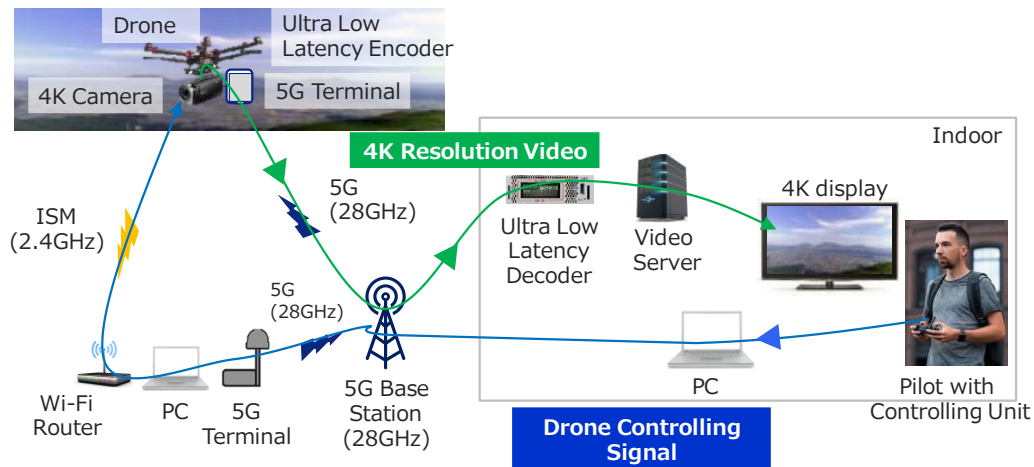 Drone
Ultra Low
Latency Encoder
4K Camera
5G Terminal
4K Resolution Video
Indoor
5G
(28GHz)
ISM
(2.4GHz)
Ultra Low
Latency
Decoder
Video
Server
4K display
5G
(28GHz)
Wi-Fi
Router
PC
5G
Terminal
5G Base
Station
(28GHz)
PC
Pilot with
Controlling Unit
Drone Controlling
Signal